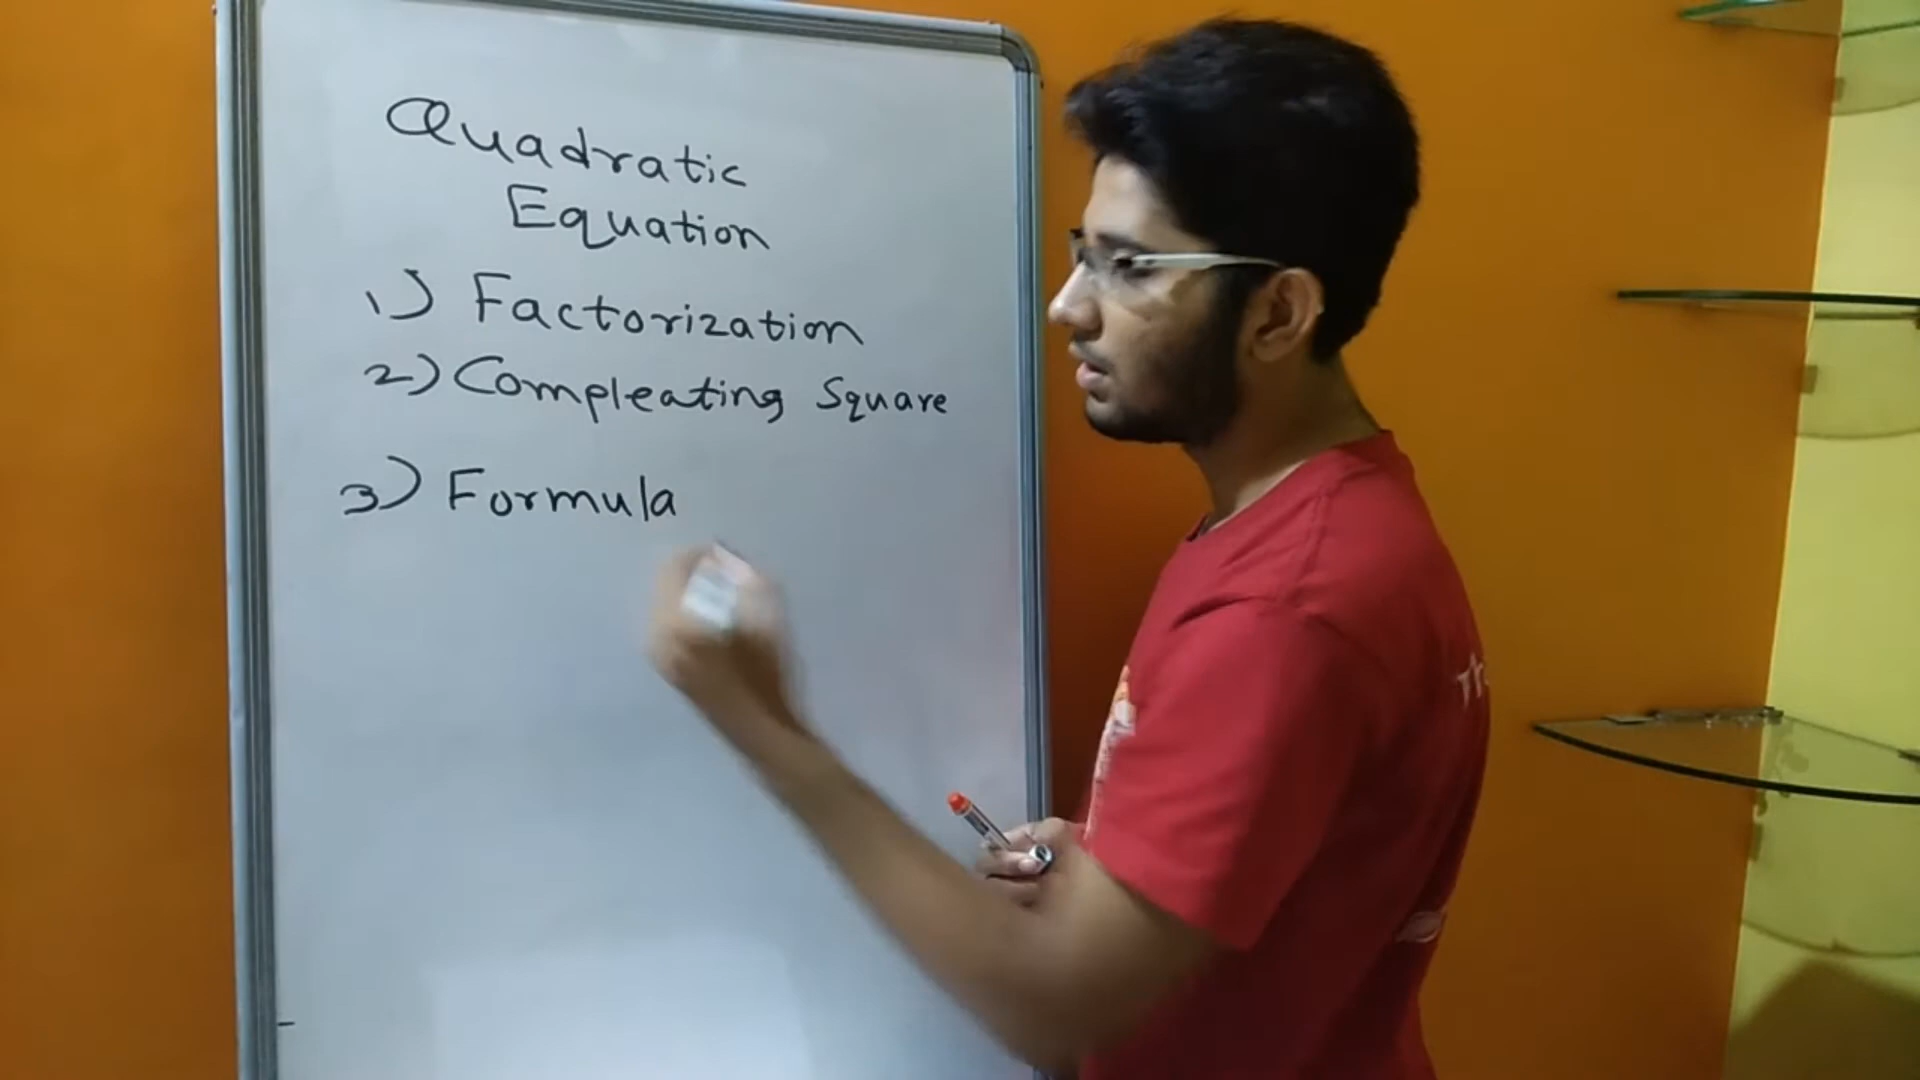 Quadratic
Equation
1) Factorization
2) Compleating Square
3) Formula